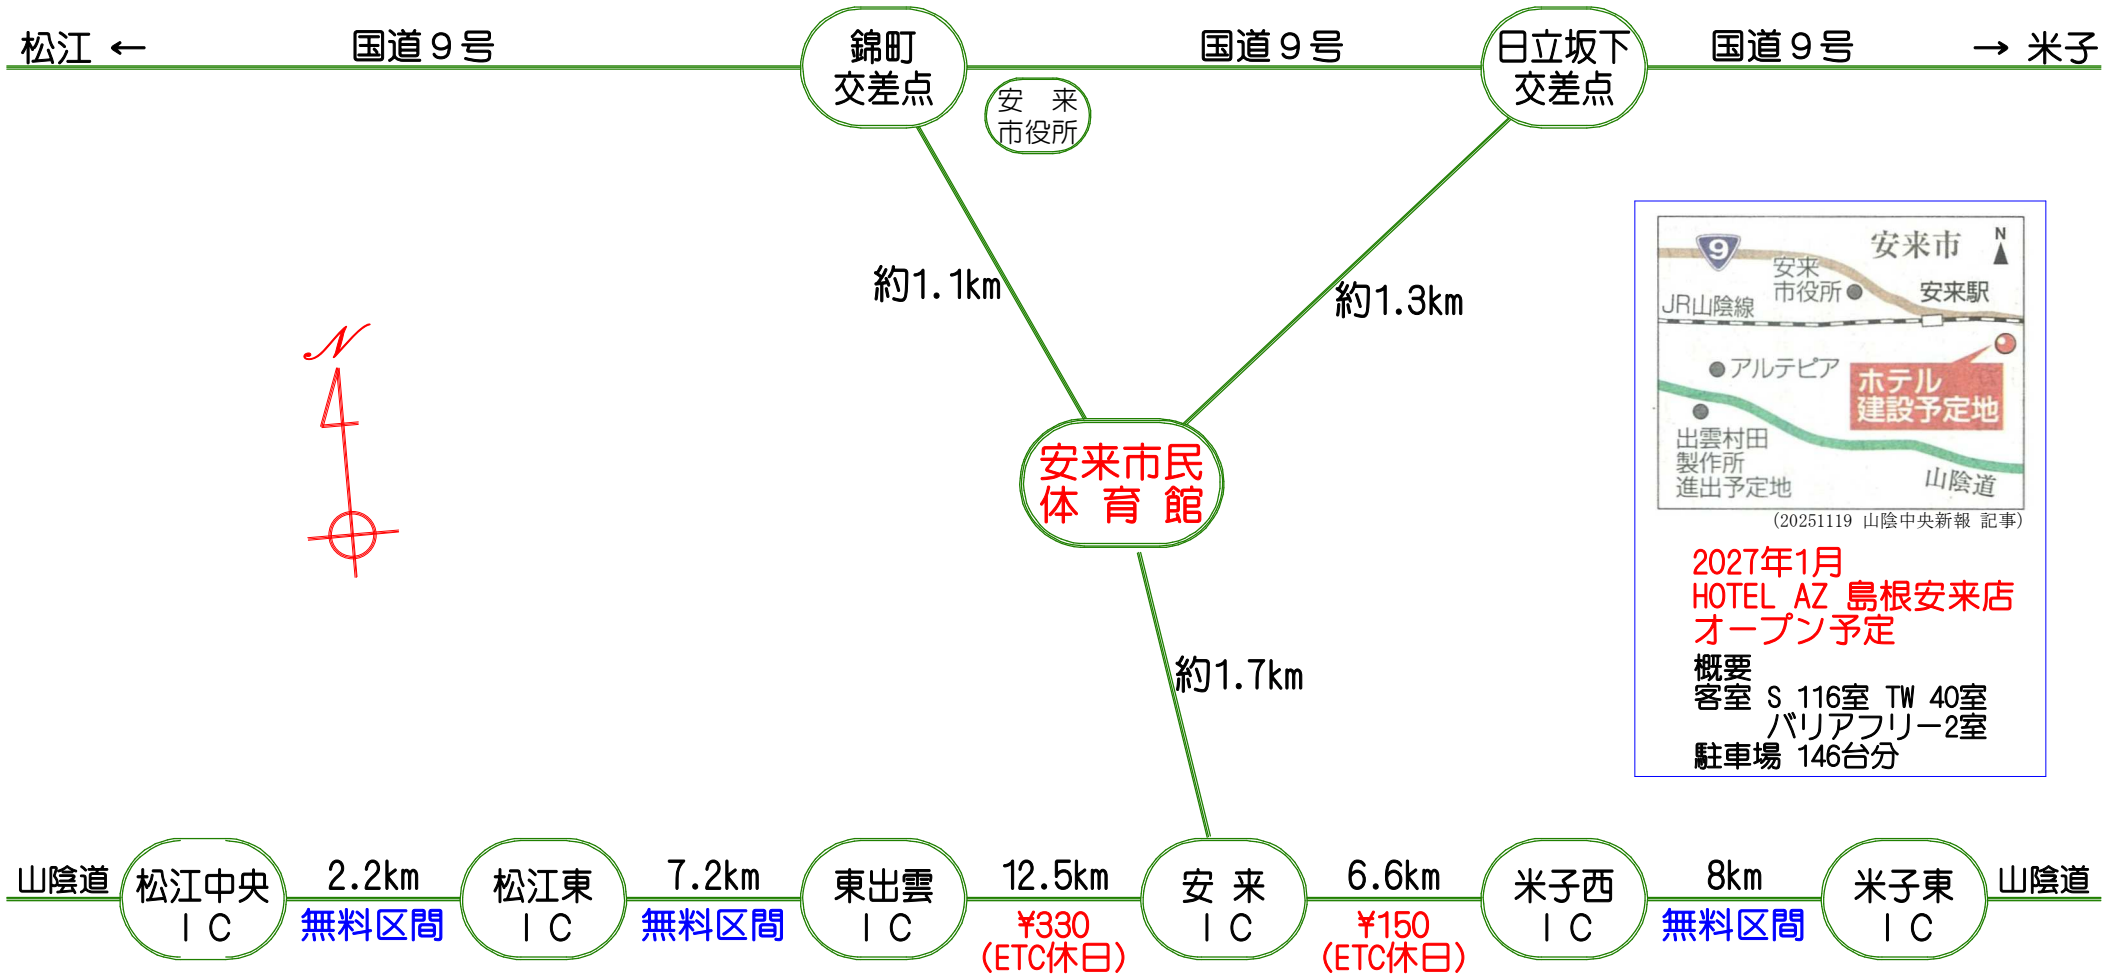 松江 ←
国道９号
錦町
交差点
国道９号
日立坂下
交差点
国道９号
→ 米子
安　来
市役所
約1.1km
約1.3km
N
安来市民
体 育 館
約1.7km
9
安来市
N
安来
市役所
安来駅
JR山陰線
アルテピア
ホテル
建設予定地
出雲村田
製作所
進出予定地
山陰道
(20251119 山陰中央新報 記事)
2027年1月
HOTEL AZ 島根安来店
オープン予定
概要
客室 S 116室 TW 40室
バリアフリー2室
駐車場 146台分
山陰道
松江中央
ＩＣ
2.2km
無料区間
松江東
ＩＣ
7.2km
無料区間
東出雲
ＩＣ
12.5km
¥330
(ETC休日)
安 来
ＩＣ
6.6km
¥150
(ETC休日)
米子西
ＩＣ
8km
無料区間
米子東
ＩＣ
山陰道